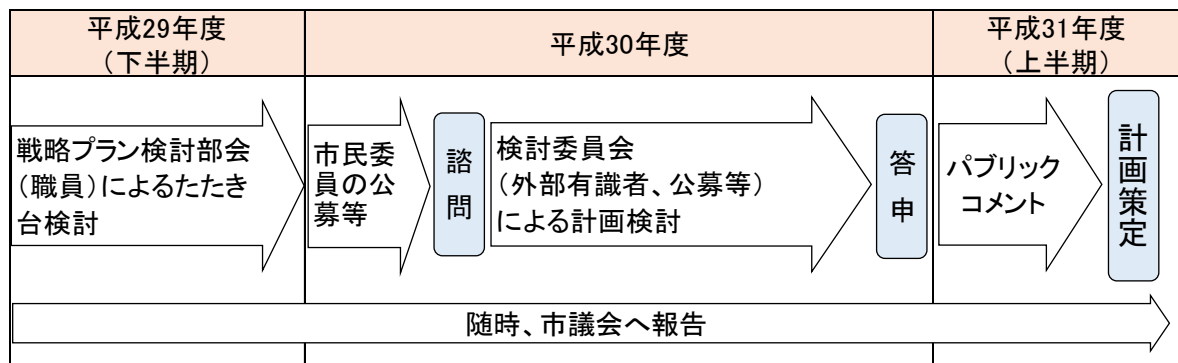 平成29年度
（下半期）
平成30年度
平成31年度
（上半期）
戦略プラン検討部会
（職員）によるたたき
台検討
市民委
員の公
募等
諮問
検討委員会
（外部有識者、公募等）
による計画検討
答申
パブリック
コメント
計画策定
随時、市議会へ報告